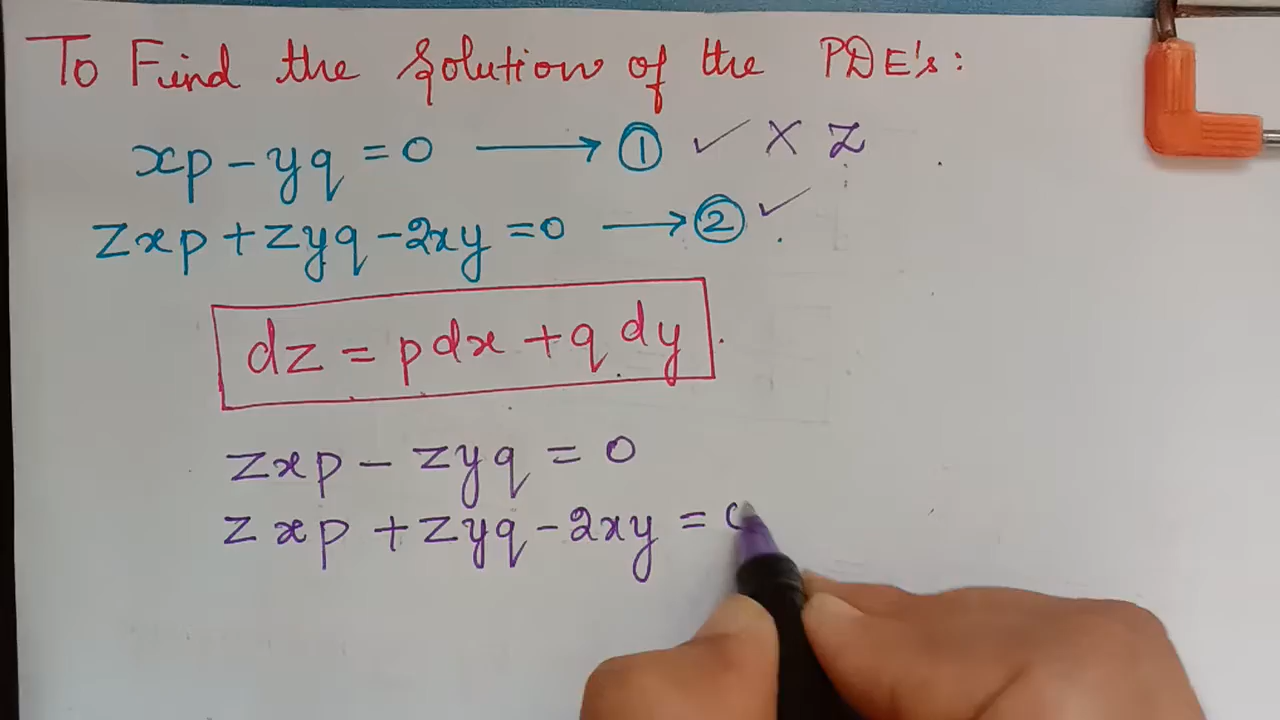 To Find the Solution of the PDE's:
xp - yq = 0 ⟶ ① ✓ × z
zxp + zyq - 2xy = 0 ⟶ ② ✓
dz = pdx + q dy.
zxp - zyq = 0
zxp + zyq - 2xy = 0